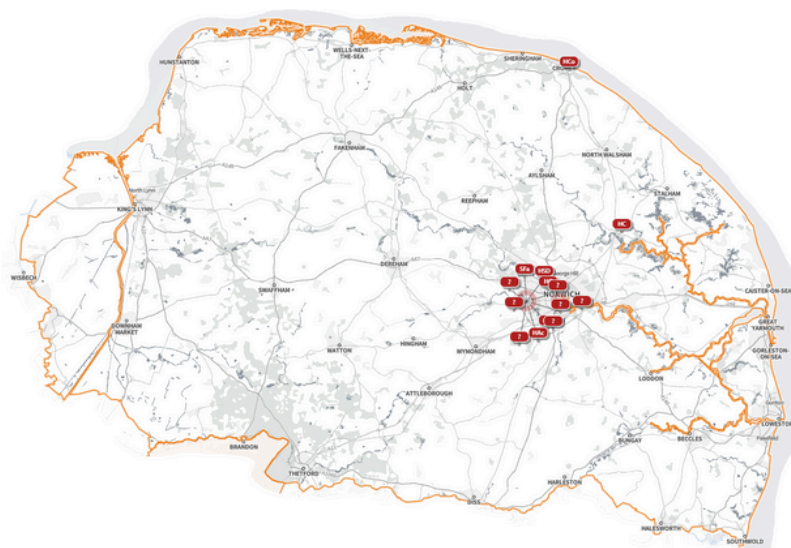 HUNSTANTON
WELLS-NEXT-
THE-SEA
SHERINGHAM
HCo
HOLT
FAKENHAM
NORTH WALSHAM
AYLSHAM
STALHAM
North Lynn
KING'S LYNN
REEPHAM
HC
WISBECH
DEREHAM
SFa
HSD
?
?
SWAFFHAM
NORWICH
CAISTER-ON-SEA
?
?
?
DOWNHAM
MARKET
GREAT
YARMOUTH
?
HAc
?
WATTON
HINGHAM
WYMONDHAM
GORLESTON-
ON-SEA
LODDON
ATTLEBOROUGH
BRANDON
BUNGAY
BECCLES
LOWESTOFT
THETFORD
HARLESTON
DISS
HALESWORTH
SOUTHWOLD